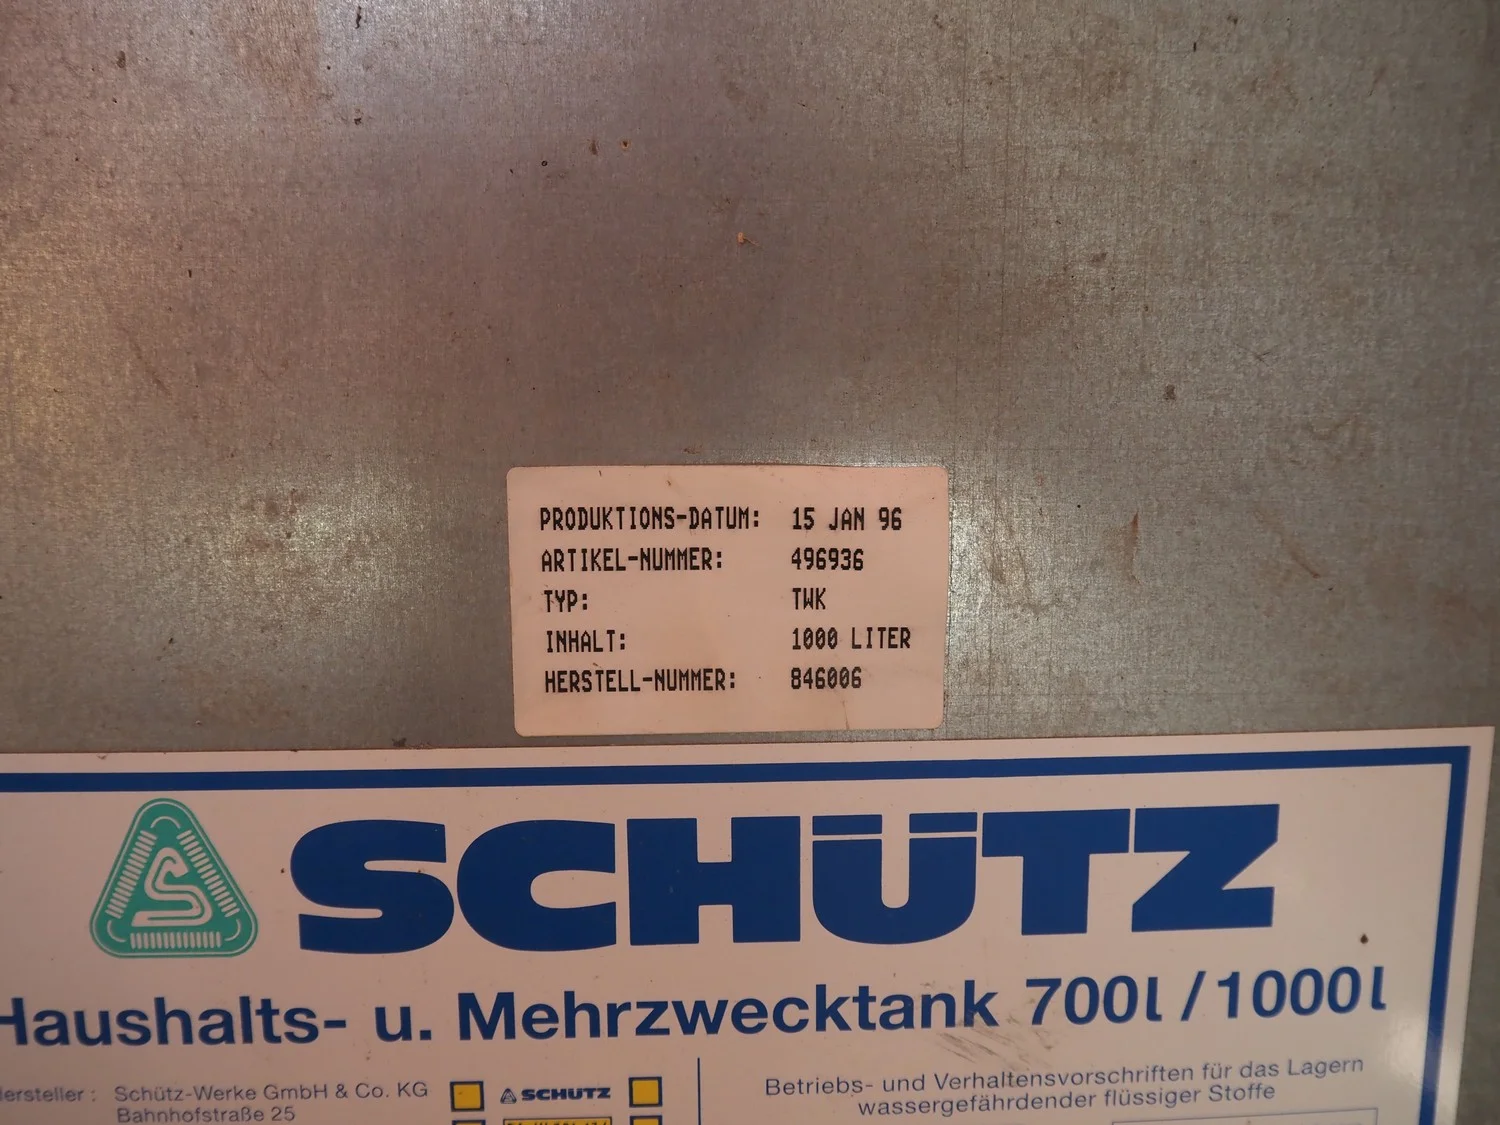 PRODUKTIONS-DATUM: 15 JAN 96
ARTIKEL-NUMMER: 496936
TYP: TWK
INHALT: 1000 LITER
HERSTELL-NUMMER: 846006
SCHÜTZ
Haushalts- u. Mehrzwecktank 700l / 1000l
Hersteller : Schütz-Werke GmbH & Co. KG
Bahnhofstraße 25
SCHÜTZ
Betriebs- und Verhaltensvorschriften für das Lagern
wassergefährdender flüssiger Stoffe